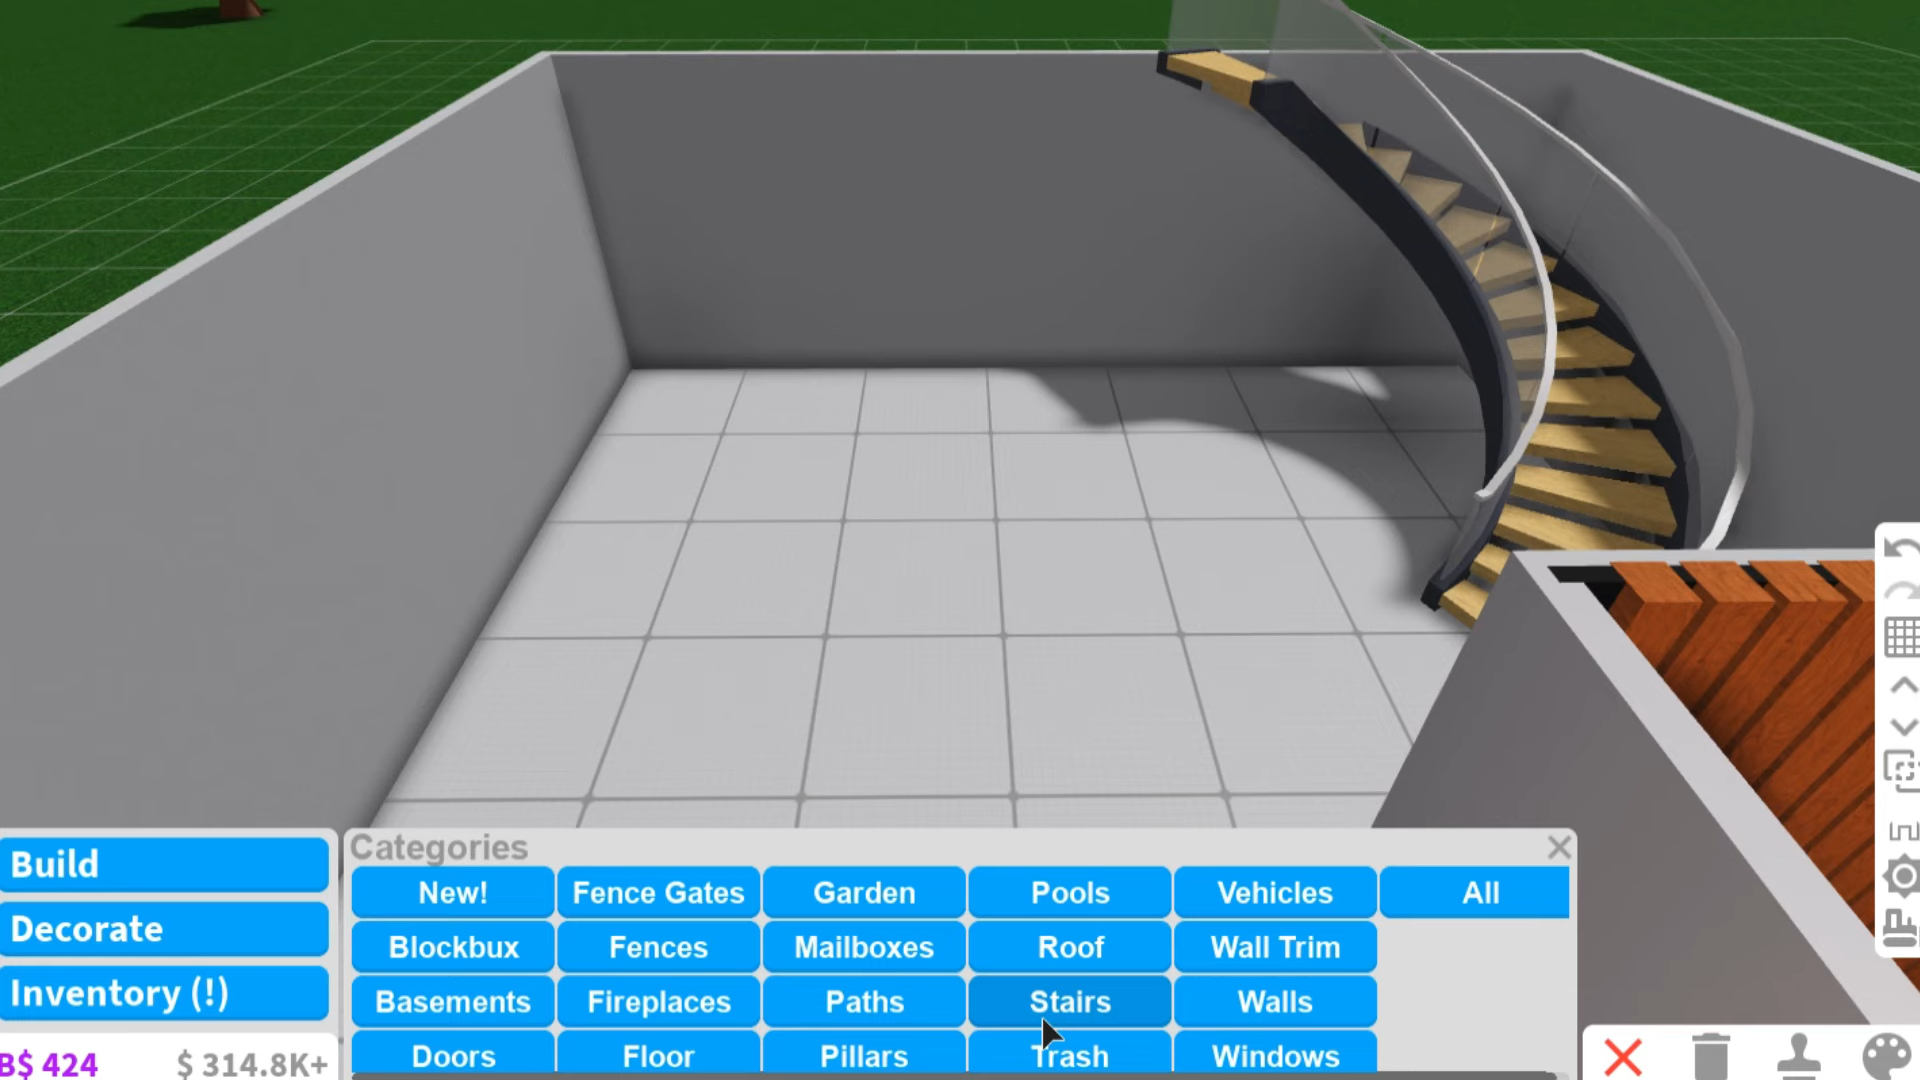 Categories
Build
New! Fence Gates Garden Pools Vehicles All
Decorate
Blockbux Fences Mailboxes Roof Wall Trim
Inventory (!)
Basements Fireplaces Paths Stairs Walls
B$ 424 $ 314.8K+
Doors Floor Pillars Trash Windows